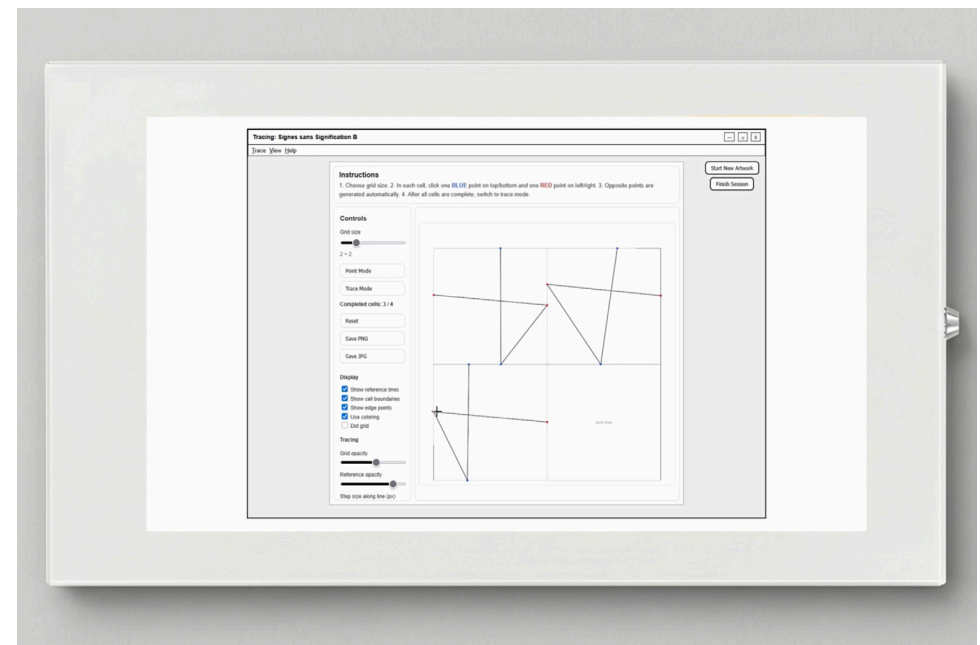 Tracing: Signes sans Signification B
Trace View Help
Start New Artwork
Finish Session
Instructions
1. Choose grid size. 2. In each cell, click one BLUE point on top/bottom and one RED point on left/right. 3. Opposite points are
generated automatically. 4. After all cells are complete, switch to trace mode.
Controls
Grid size
2 × 2
Point Mode
Trace Mode
Completed cells: 3 / 4
Reset
Save PNG
Save JPG
Display
Show reference lines
Show cell boundaries
Show edge points
Use coloring
Dot grid
Tracing
Grid opacity
Reference opacity
Step size along line (px)